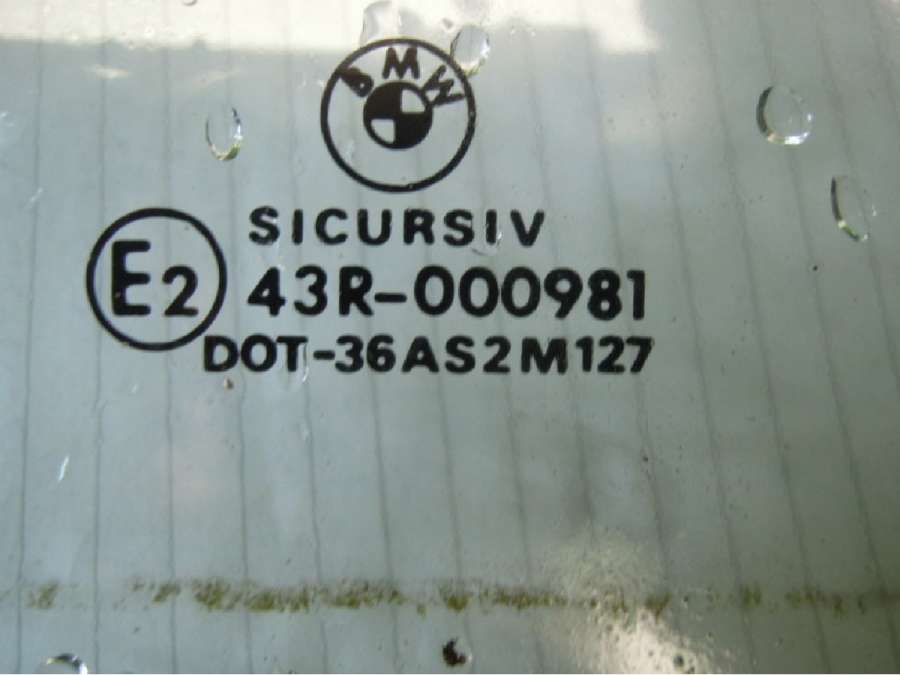 BMW
SICURSIV
E2
43R-000981
DOT-36AS2M127